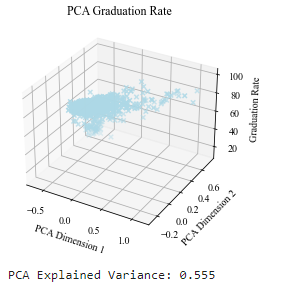 PCA Graduation Rate
100
80
60
40
20
Graduation Rate
−0.5
0.0
0.5
1.0
PCA Dimension 1
−0.2
0.0
0.2
0.4
0.6
PCA Dimension 2
PCA Explained Variance: 0.555